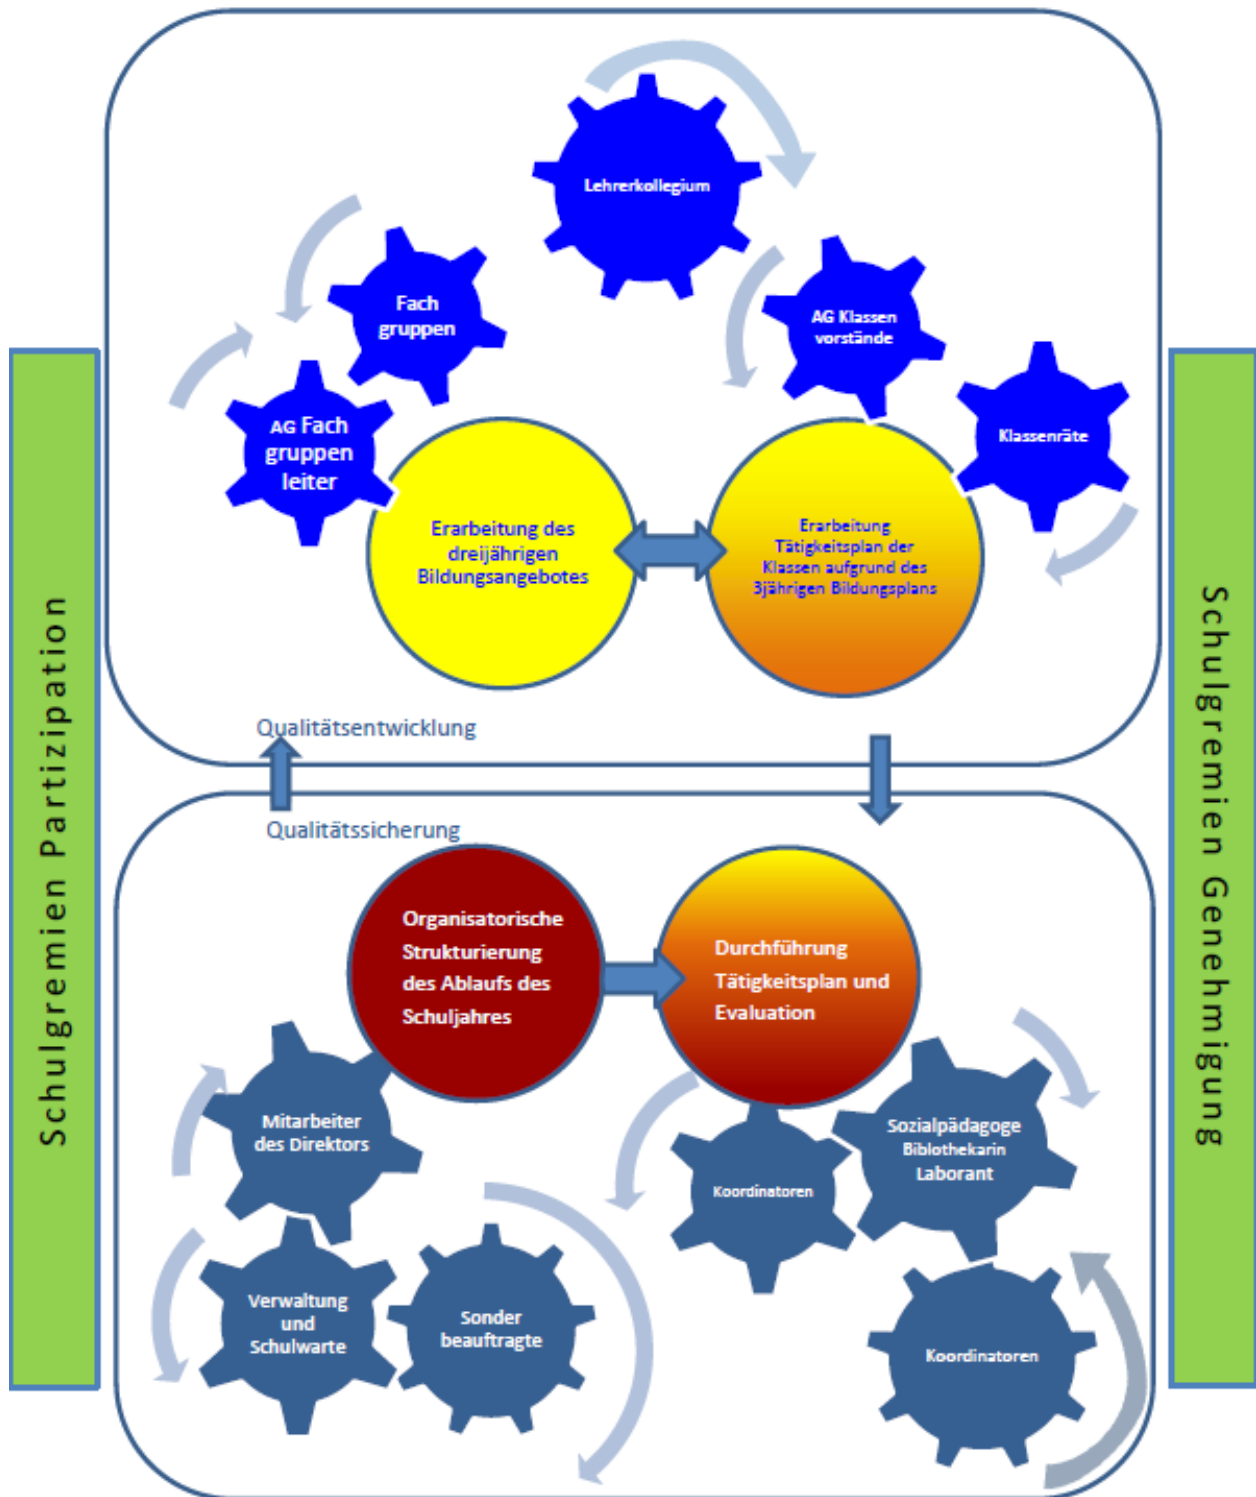 Lehrerkollegium
Fach
gruppen
AG Klassen
vorstände
AG Fach
gruppen
leiter
Klassenräte
Erarbeitung des
dreijährigen
Bildungsangebotes
Erarbeitung
Tätigkeitsplan der
Klassen aufgrund des
3jährigen Bildungsplans
Schulgremien Partizipation
Schulgremien Genehmigung
Qualitätsentwicklung
Qualitätssicherung
Organisatorische
Strukturierung
des Ablaufs des
Schuljahres
Durchführung
Tätigkeitsplan und
Evaluation
Mitarbeiter
des Direktors
Koordinatoren
Sozialpädagoge
Biblothekarin
Laborant
Verwaltung
und
Schulwarte
Sonder
beauftragte
Koordinatoren